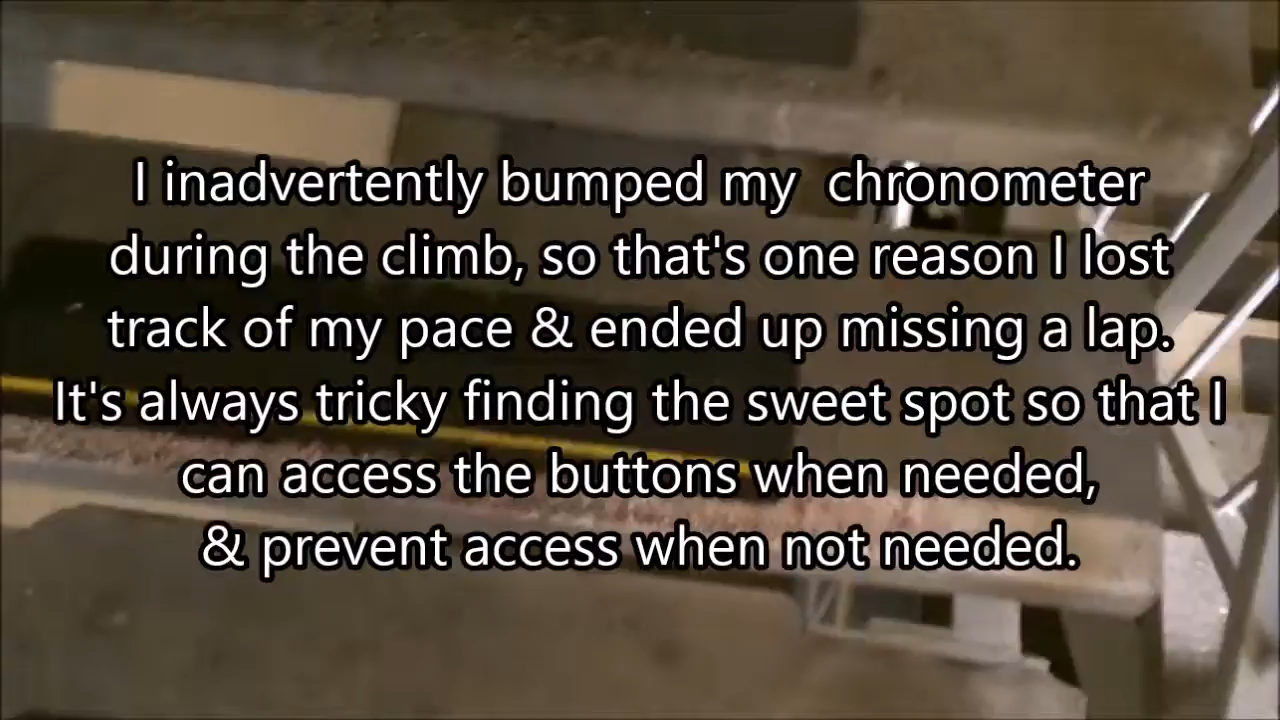 I inadvertently bumped my  chronometer
during the climb, so that's one reason I lost
track of my pace & ended up missing a lap.
It's always tricky finding the sweet spot so that I
can access the buttons when needed,
& prevent access when not needed.